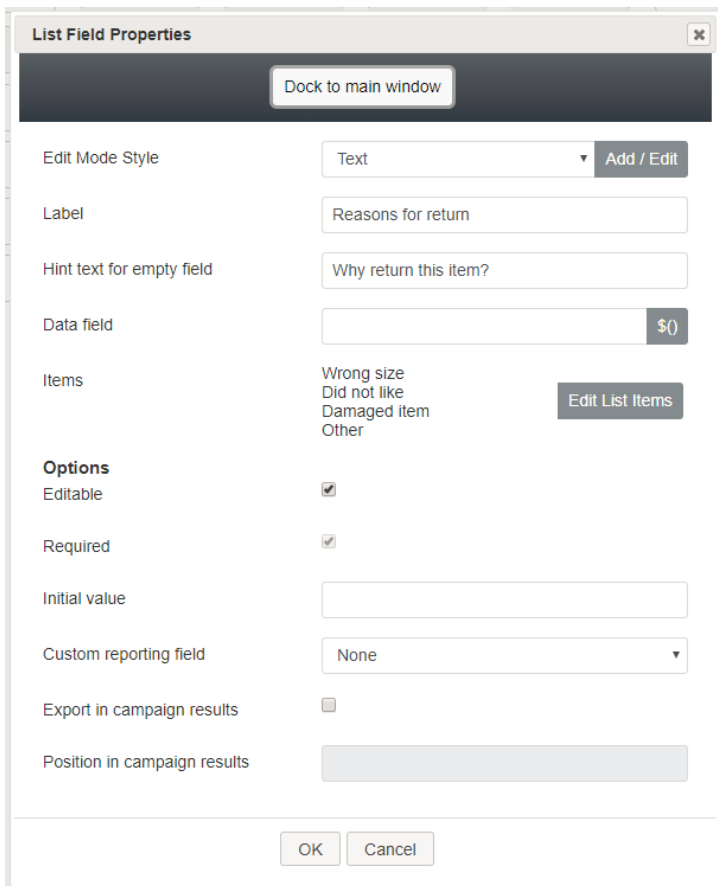 List Field Properties
Dock to main window
Edit Mode Style
Text
Add / Edit
Label
Reasons for return
Hint text for empty field
Why return this item?
Data field
$()
Items
Wrong size
Did not like
Damaged item
Other
Edit List Items
Options
Editable
Required
Initial value
Custom reporting field
None
Export in campaign results
Position in campaign results
OK
Cancel